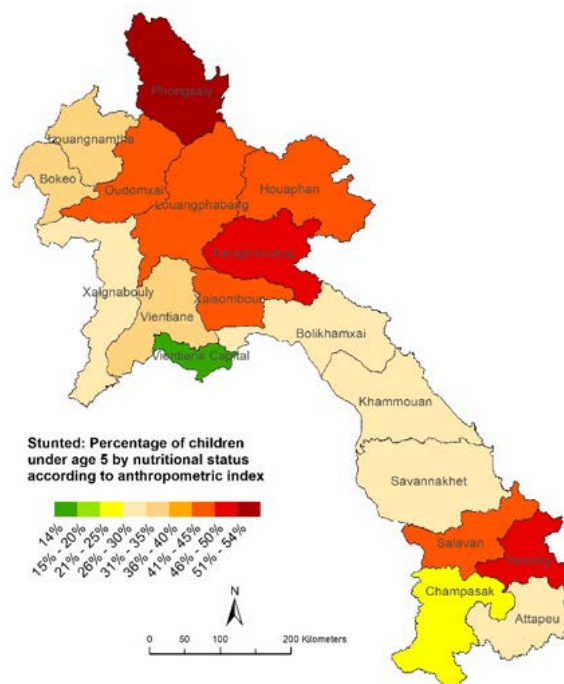 Phongsaly
Louangnamtha
Bokeo
Oudomxai
Louangphabang
Houaphan
Xaignabouly
Xaisomboun
Vientiane
Bolikhamxai
Vientiane Capital
Khammouan
Stunted: Percentage of children
under age 5 by nutritional status
according to anthropometric index
Savannakhet
14%
15% - 20%
21% - 25%
26% - 30%
31% - 35%
36% - 40%
41% - 45%
46% - 50%
51% - 54%
Salavan
Champasak
Attapeu
N
0 50 100 200 Kilometers